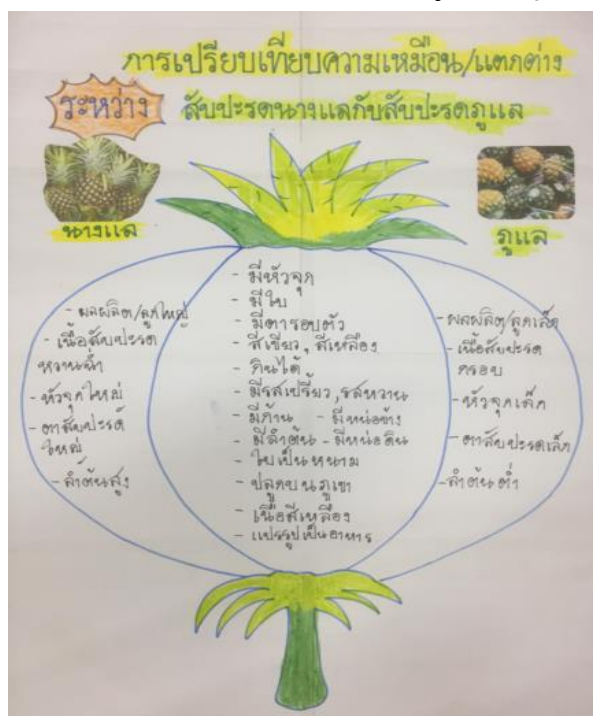 การเปรียบเทียบความเหมือน/แตกต่าง
ระหว่าง สับปะรดนางแลกับสับปะรดภูแล
นางแล
ภูแล
- ผลผลิต/ลูกใหญ่
- เนื้อสับปะรด
หวานฉ่ำ
- หัวจุกใหญ่
- ตาสับปะรด
ใหญ่
- ลำต้นสูง
- มีหัวจุก
- มีใบ
- มีตารอบตัว
- สีเขียว, สีเหลือง
- กินได้
- มีรสเปรี้ยว, รสหวาน
- มีก้าน - มีหน่อข้าง
- มีลำต้น - มีหน่อดิน
- ใบเป็นหนาม
- ปลูกบนภูเขา
- เนื้อสีเหลือง
- แปรรูปเป็นอาหาร
- ผลผลิต/ลูกเล็ก
- เนื้อสับปะรด
กรอบ
- หัวจุกเล็ก
- ตาสับปะรดเล็ก
- ลำต้นต่ำ